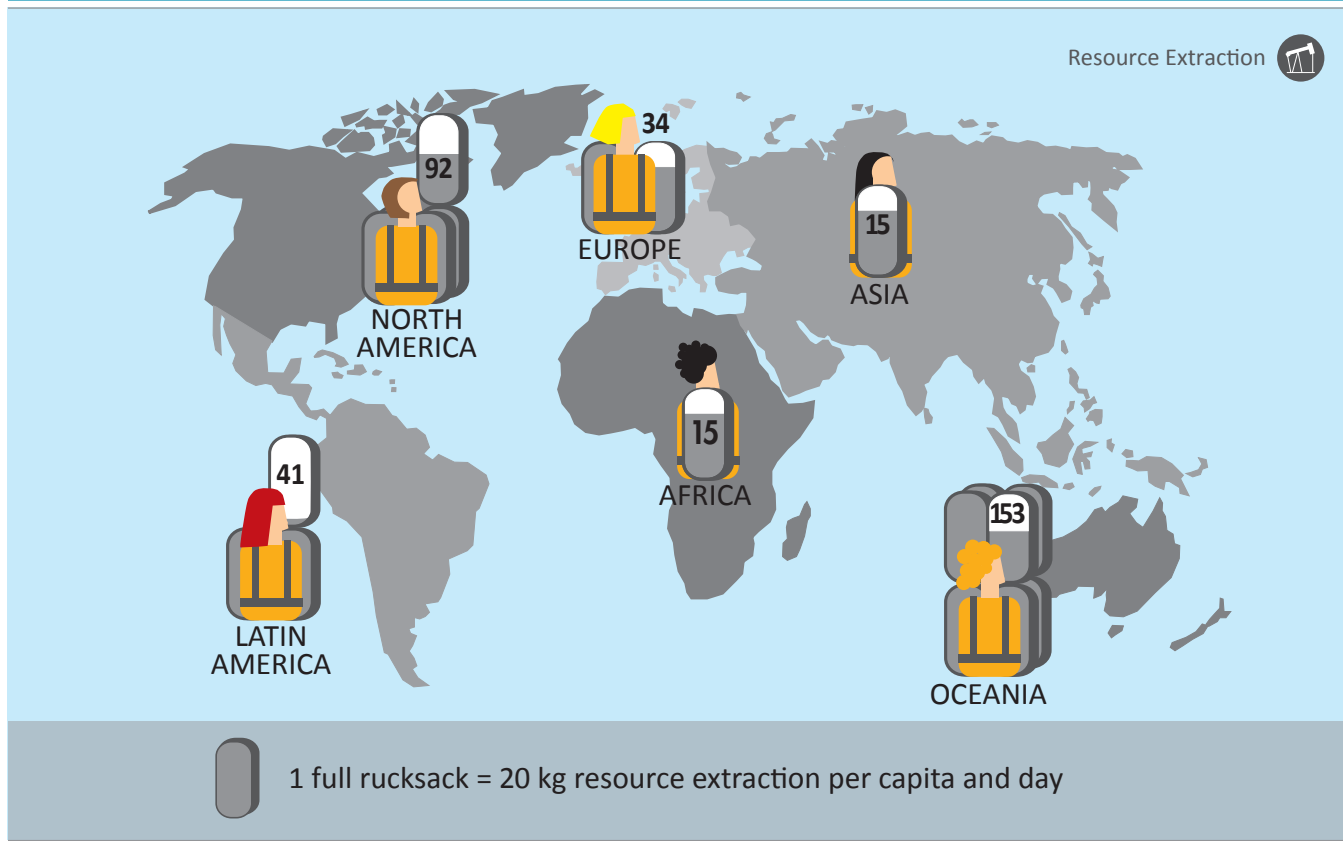 Resource Extraction
92
34
15
EUROPE
ASIA
NORTH
AMERICA
15
41
AFRICA
153
LATIN
AMERICA
OCEANIA
1 full rucksack = 20 kg resource extraction per capita and day